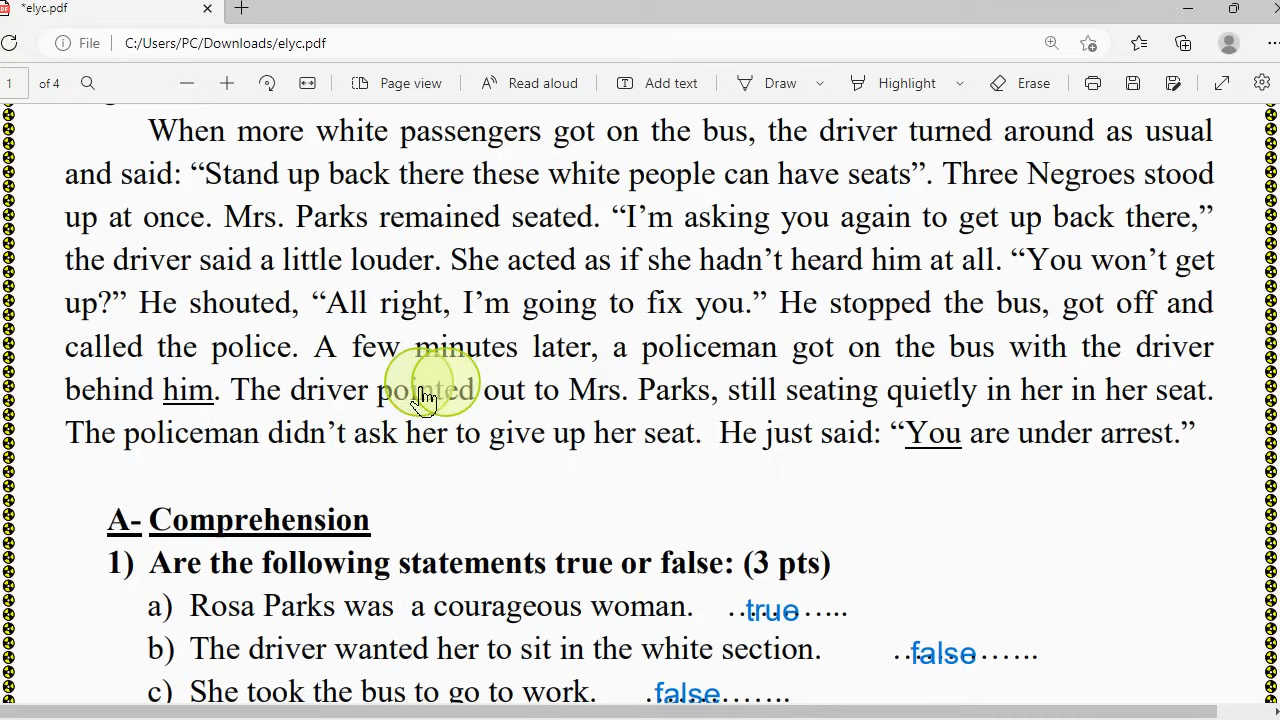 *elyc.pdf
File C:/Users/PC/Downloads/elyc.pdf
1 of 4 Page view A Read aloud Add text Draw Highlight Erase
When more white passengers got on the bus, the driver turned around as usual
and said: “Stand up back there these white people can have seats”. Three Negroes stood
up at once. Mrs. Parks remained seated. “I’m asking you again to get up back there,”
the driver said a little louder. She acted as if she hadn’t heard him at all. “You won’t get
up?” He shouted, “All right, I’m going to fix you.” He stopped the bus, got off and
called the police. A few minutes later, a policeman got on the bus with the driver
behind him. The driver pointed out to Mrs. Parks, still seating quietly in her in her seat.
The policeman didn’t ask her to give up her seat. He just said: “You are under arrest.”
A- Comprehension
1) Are the following statements true or false: (3 pts)
a) Rosa Parks was a courageous woman. ………….. true
b) The driver wanted her to sit in the white section. ………….. false
c) She took the bus to go to work. ………….. false